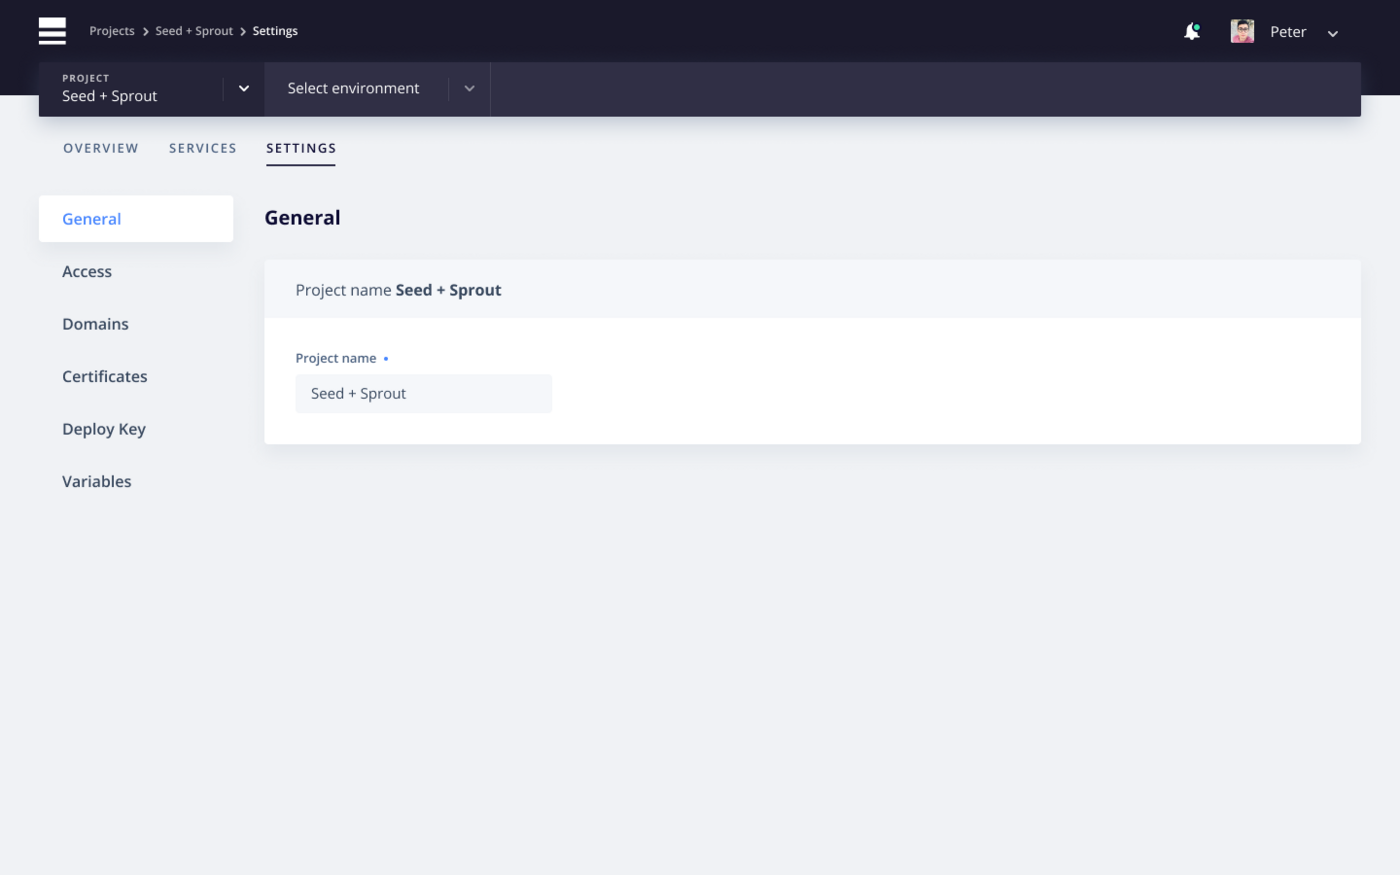 Projects > Seed + Sprout > Settings
Peter
PROJECT
Seed + Sprout
Select environment
OVERVIEW SERVICES SETTINGS
General
Access
Domains
Certificates
Deploy Key
Variables
General
Project name Seed + Sprout
Project name
Seed + Sprout